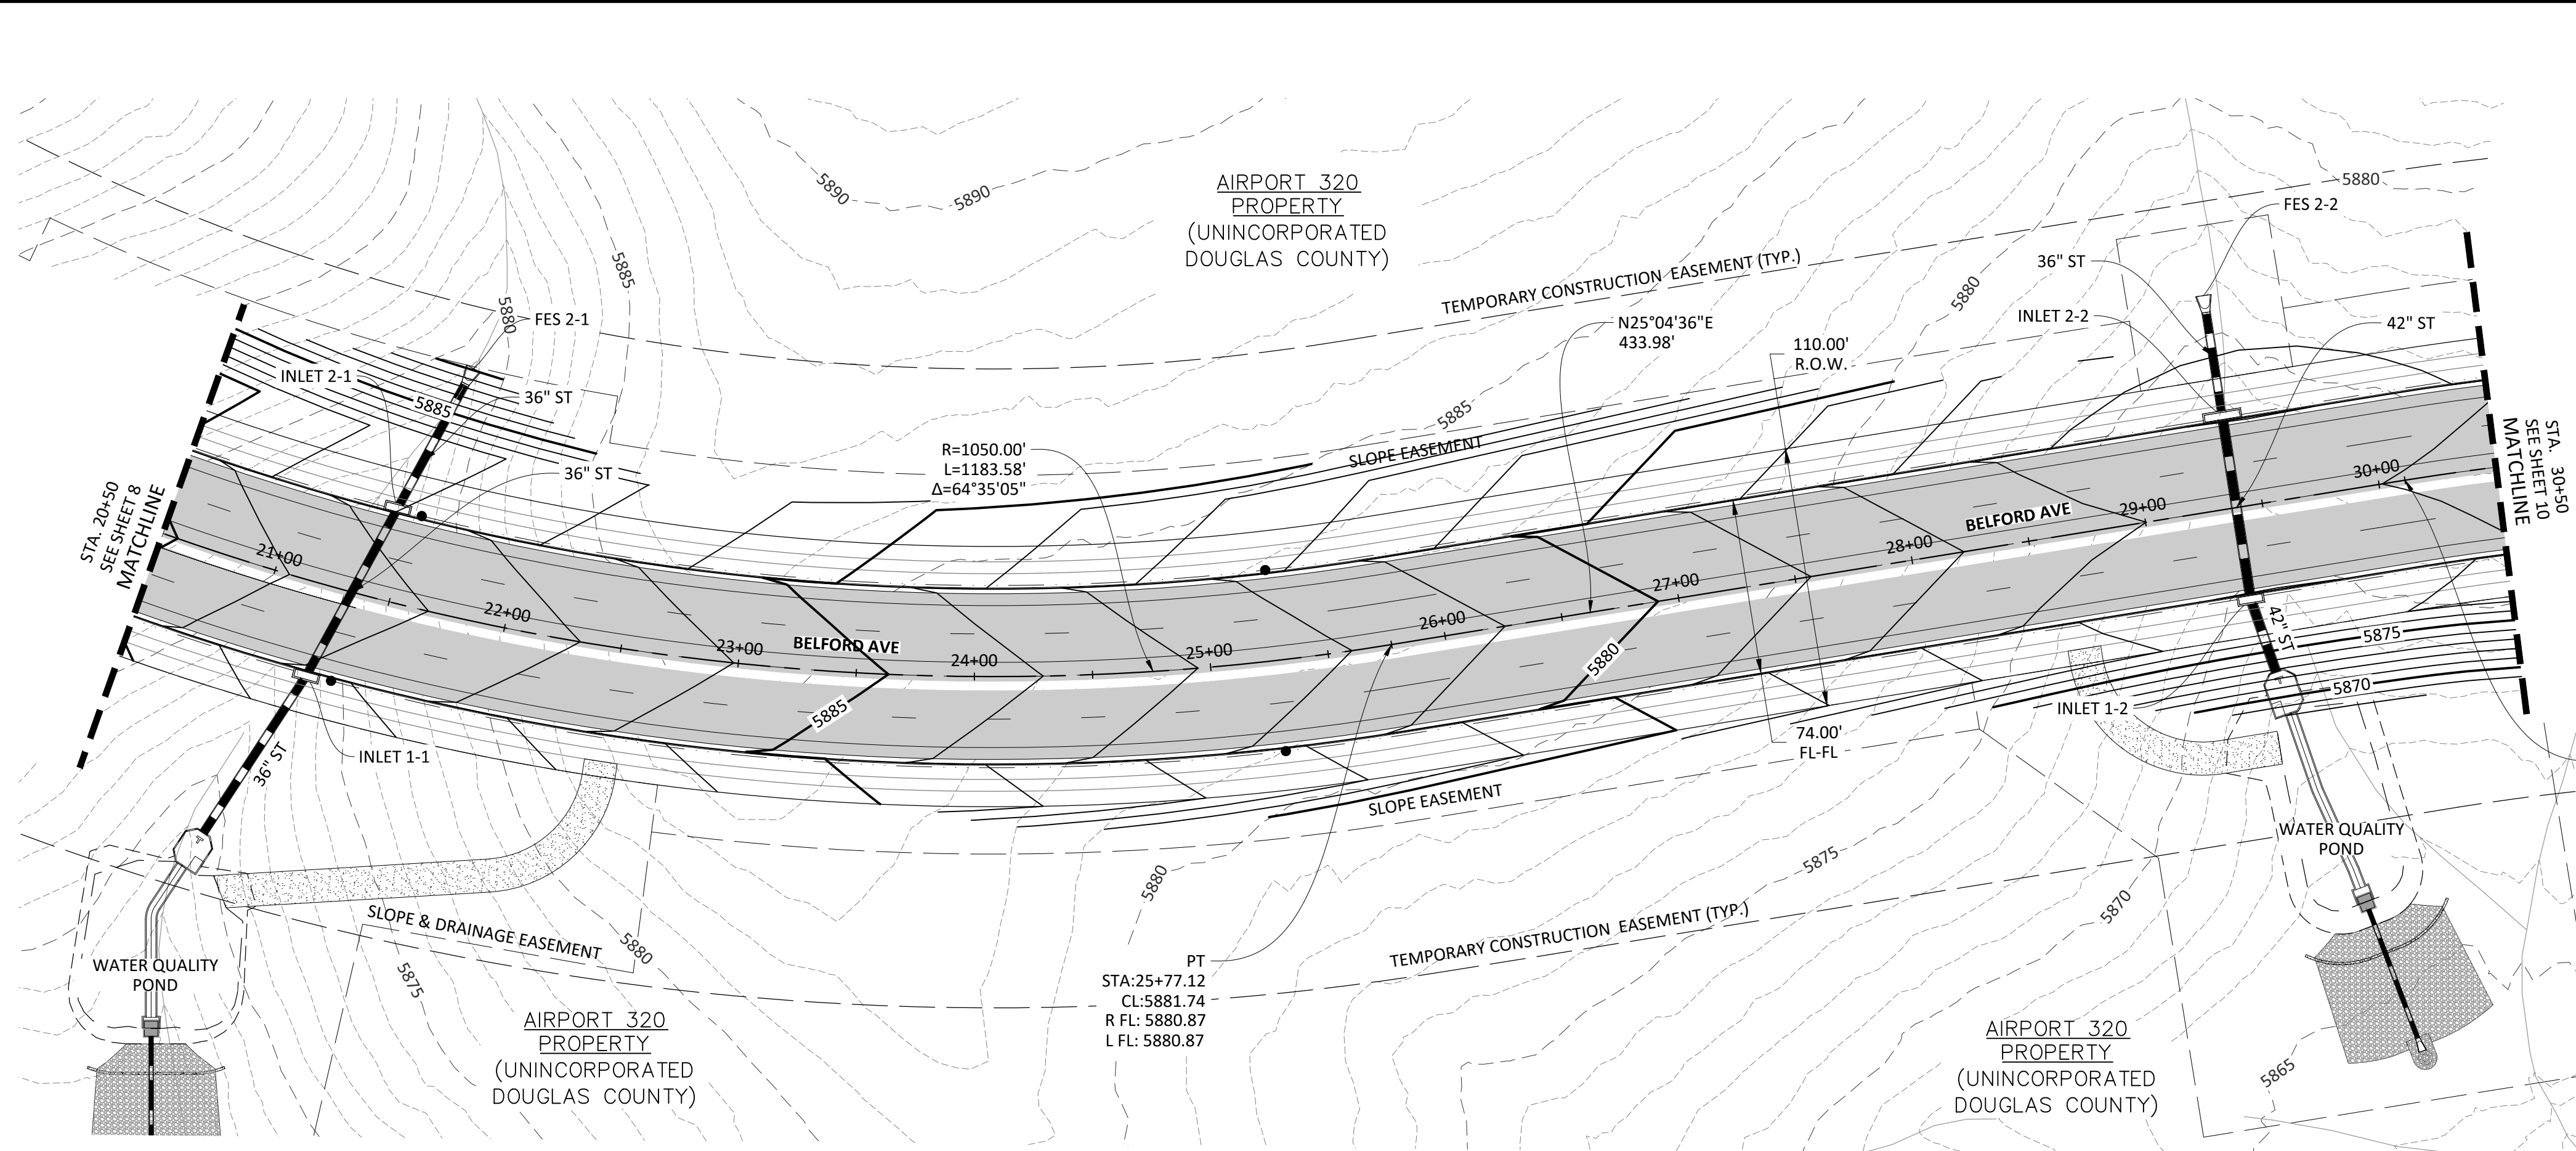 5890
5890
AIRPORT 320
PROPERTY
(UNINCORPORATED
DOUGLAS COUNTY)
5880
FES 2-2
36" ST
INLET 2-2
42" ST
5880
TEMPORARY CONSTRUCTION EASEMENT (TYP.)
5885
5880
FES 2-1
INLET 2-1
5885
36" ST
36" ST
N25°04'36"E
433.98'
110.00'
R.O.W.
5885
SLOPE EASEMENT
R=1050.00'
L=1183.58'
Δ=64°35'05"
STA. 20+50
SEE SHEET 8
MATCHLINE
STA. 30+50
SEE SHEET 10
MATCHLINE
21+00
22+00
23+00
BELFORD AVE
24+00
25+00
26+00
27+00
28+00
BELFORD AVE
29+00
30+00
5885
5880
42" ST
5875
5870
INLET 1-2
INLET 1-1
36" ST
74.00'
FL-FL
SLOPE EASEMENT
5880
5875
5870
WATER QUALITY
POND
SLOPE & DRAINAGE EASEMENT
5880
5875
TEMPORARY CONSTRUCTION EASEMENT (TYP.)
WATER QUALITY
POND
PT
STA:25+77.12
CL:5881.74
R FL: 5880.87
L FL: 5880.87
AIRPORT 320
PROPERTY
(UNINCORPORATED
DOUGLAS COUNTY)
AIRPORT 320
PROPERTY
(UNINCORPORATED
DOUGLAS COUNTY)
5865